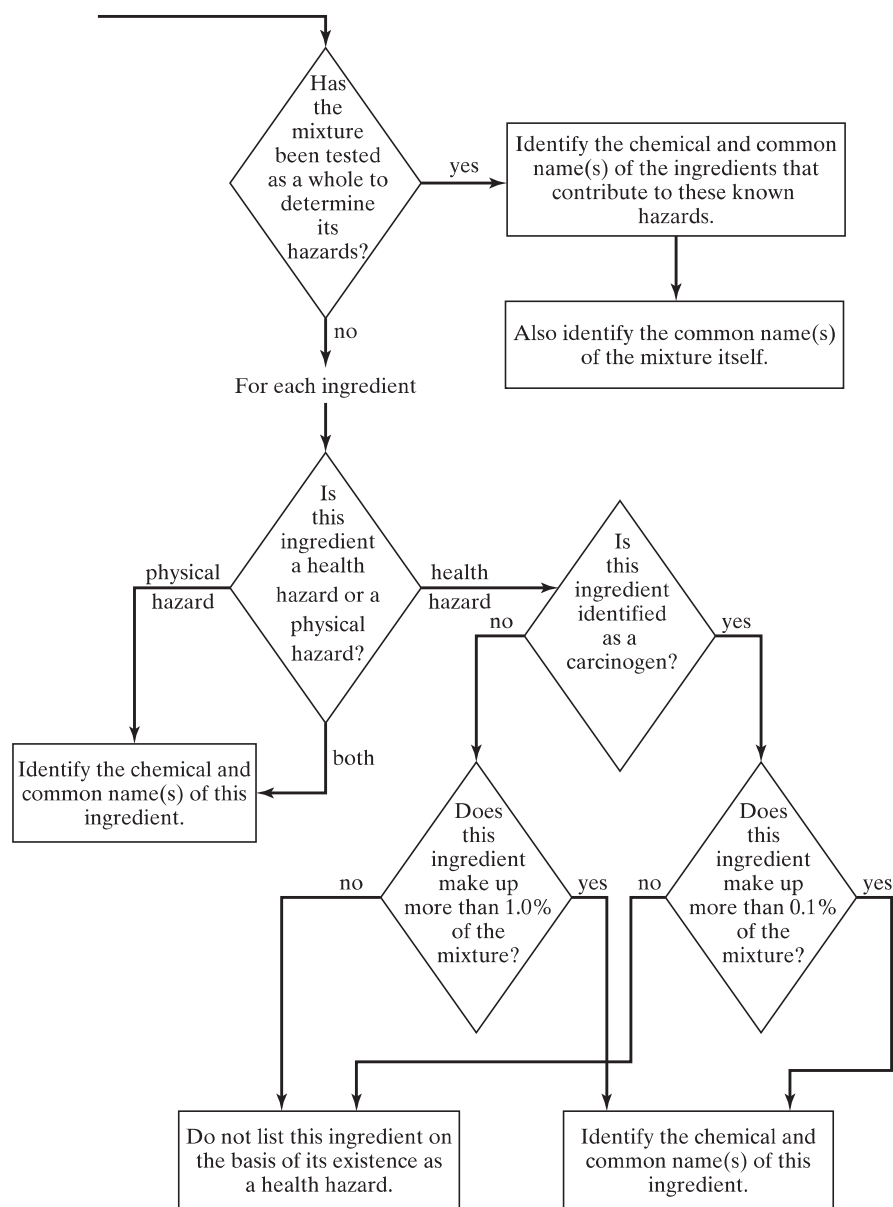 Has
the
mixture
been tested
as a whole to
determine
its
hazards?
yes
Identify the chemical and common
name(s) of the ingredients that
contribute to these known
hazards.
Also identify the common name(s)
of the mixture itself.
no
For each ingredient
Is
this
ingredient
a health
hazard or a
physical
hazard?
physical
hazard
health
hazard
both
Identify the chemical and
common name(s) of this
ingredient.
Is
this
ingredient
identified
as a
carcinogen?
no
yes
Does
this
ingredient
make up
more than 1.0%
of the
mixture?
no
yes
Does
this
ingredient
make up
more than 0.1%
of the
mixture?
no
yes
Do not list this ingredient on
the basis of its existence as
a health hazard.
Identify the chemical and
common name(s) of this
ingredient.